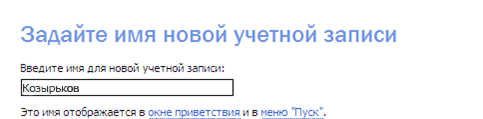 Задайте имя новой учетной записи
Введите имя для новой учетной записи:
Козырьков
Это имя отображается в окне приветствия и в меню "Пуск".